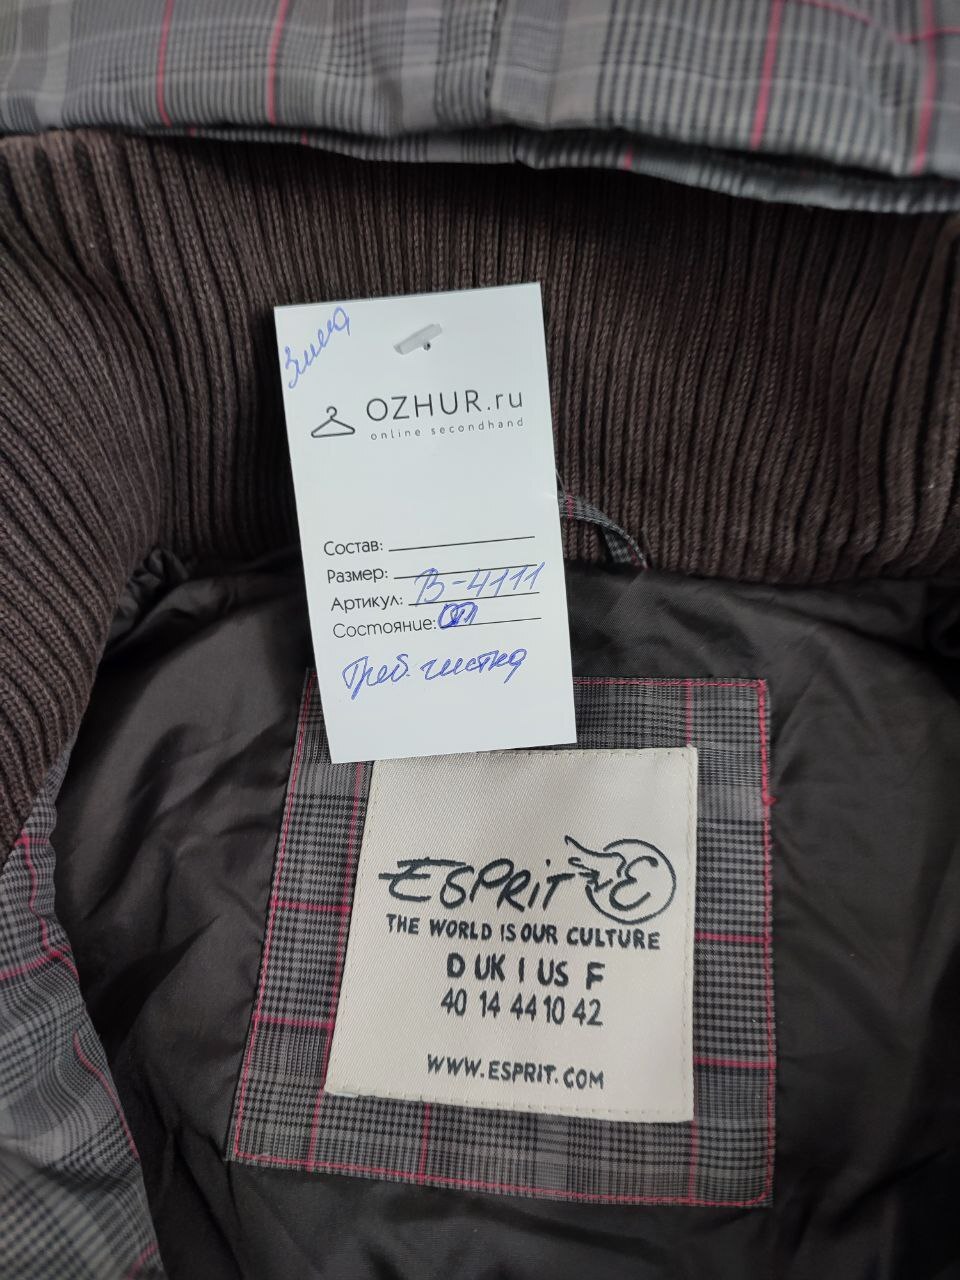 Зима
OZHUR.ru
online secondhand
Состав:
Размер:
Артикул: В-4111
Состояние:
Треб. чистка
ESPRIT E
THE WORLD IS OUR CULTURE
D UK I US F
40 14 44 10 42
WWW.ESPRIT.COM